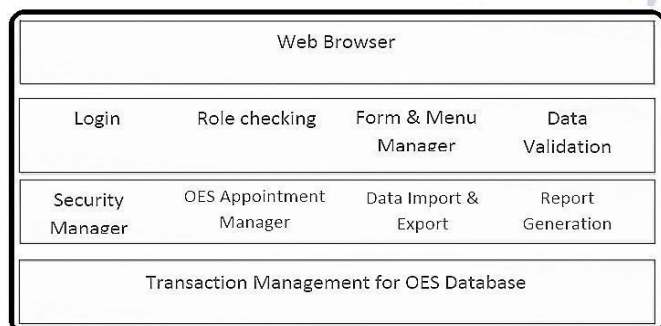 Web Browser
Login Role checking Form & Menu Data
Manager Validation
Security OES Appointment Data Import & Report
Manager Manager Export Generation
Transaction Management for OES Database